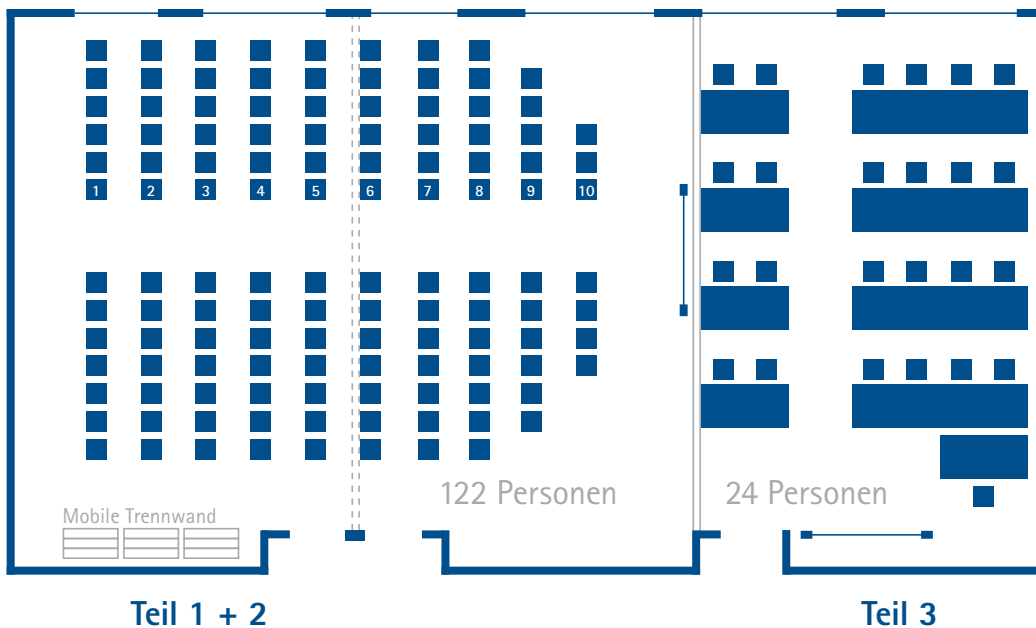 1 2 3 4 5 6 7 8 9 10
122 Personen
24 Personen
Mobile Trennwand
Teil 1 + 2
Teil 3